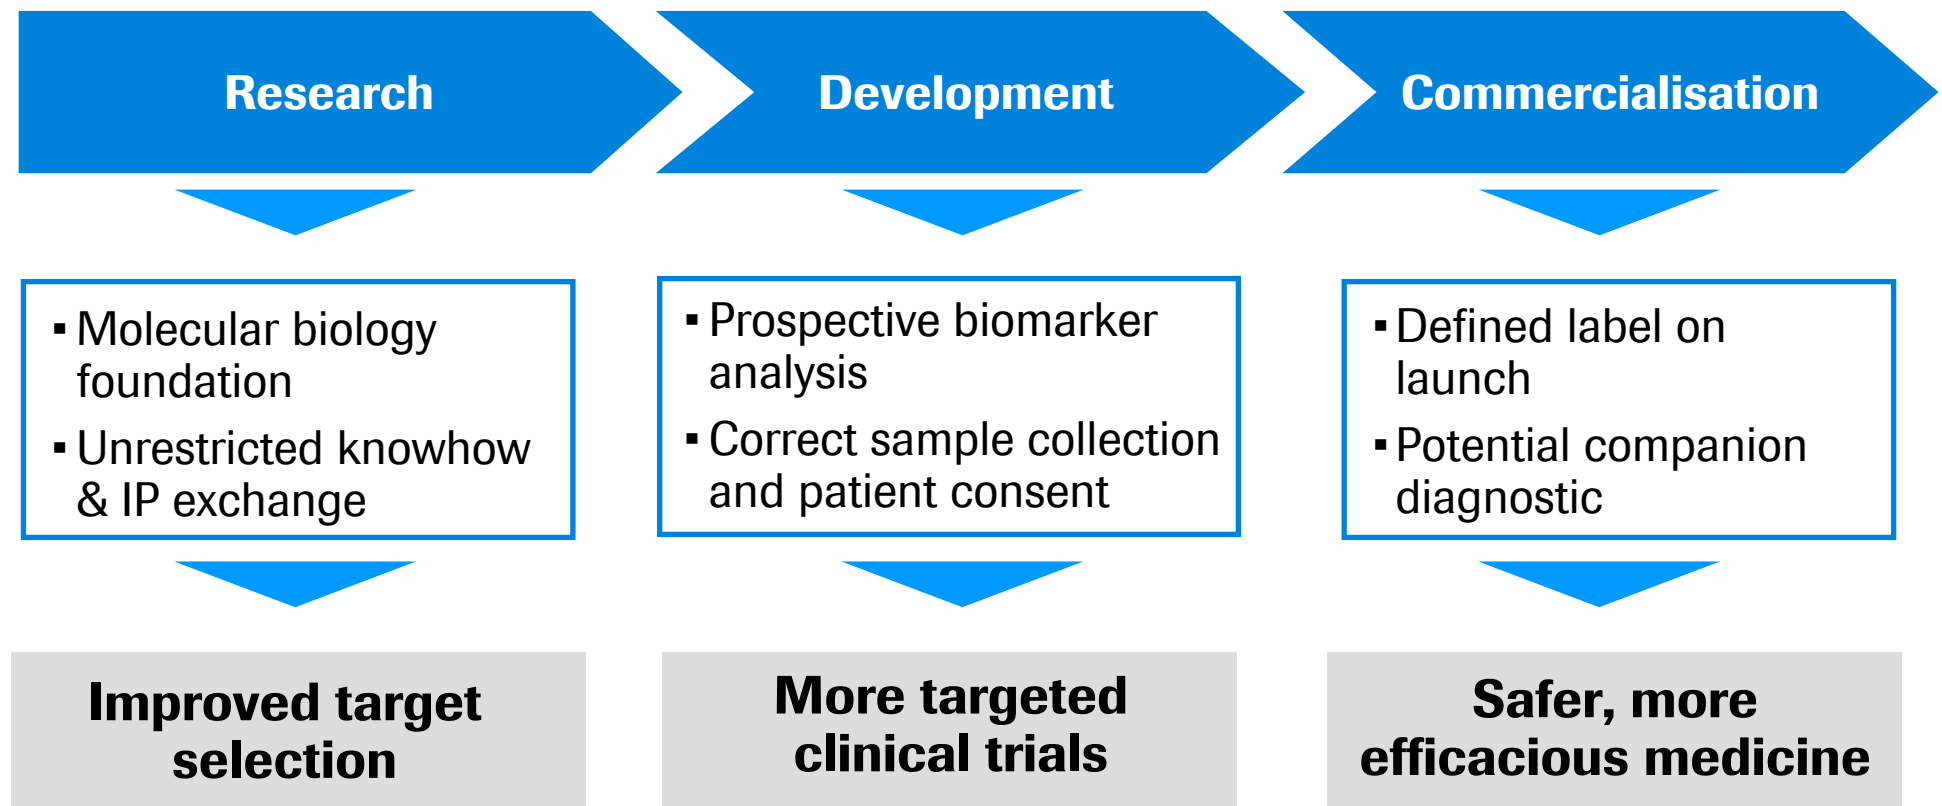 Research
Development
Commercialisation
▪ Molecular biology
foundation
▪ Unrestricted knowhow
& IP exchange
▪ Prospective biomarker
analysis
▪ Correct sample collection
and patient consent
▪ Defined label on
launch
▪ Potential companion
diagnostic
Improved target
selection
More targeted
clinical trials
Safer, more
efficacious medicine